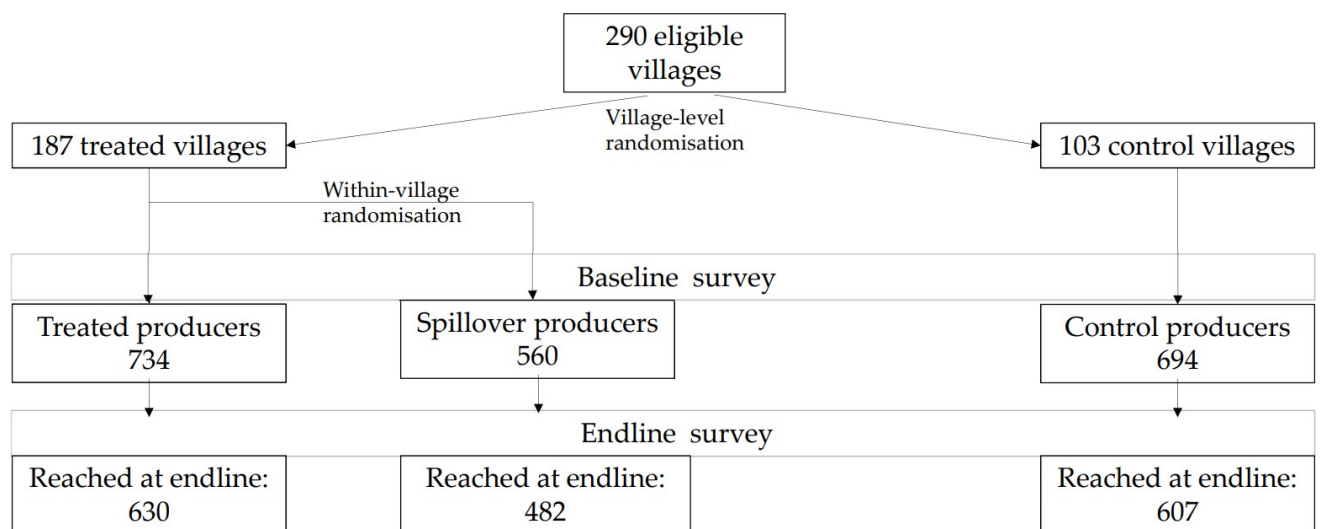 290 eligible
villages
Village-level
randomisation
187 treated villages
103 control villages
Within-village
randomisation
Baseline survey
Treated producers
734
Spillover producers
560
Control producers
694
Endline survey
Reached at endline:
630
Reached at endline:
482
Reached at endline:
607